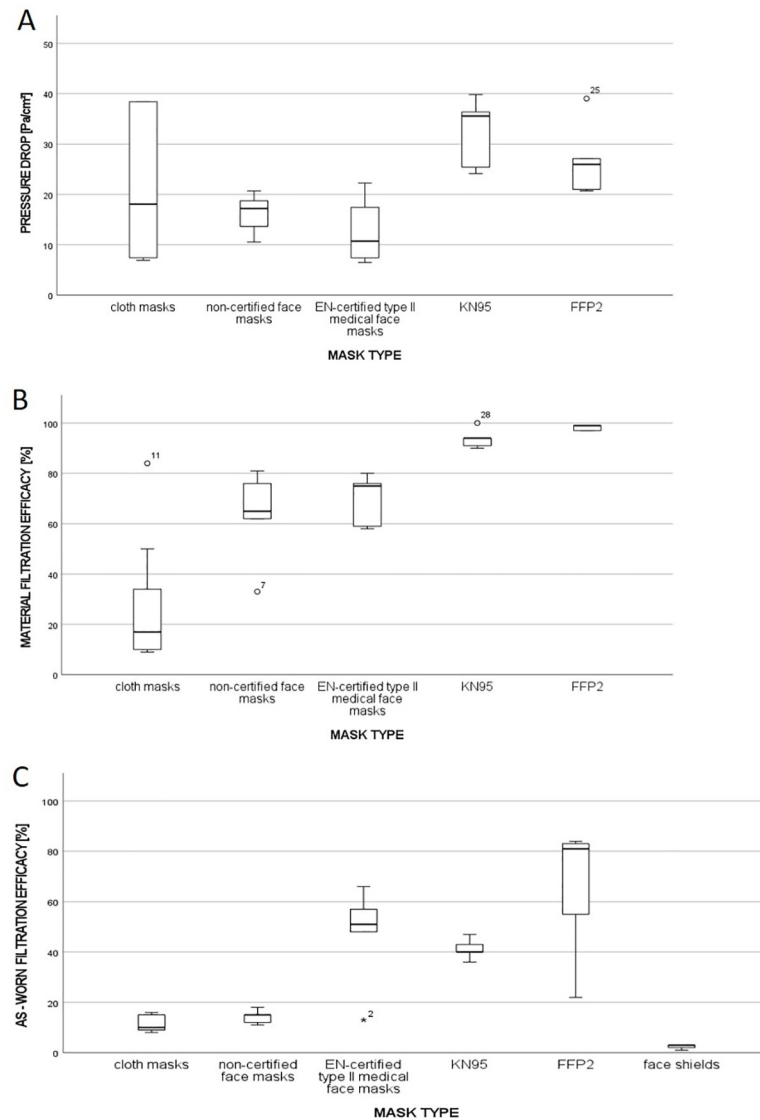 A
PRESSURE DROP [Pa/cm²]
50
40
30
20
10
0
25
cloth masks
non-certified face
masks
EN-certified type II
medical face
masks
KN95
FFP2
MASK TYPE
B
MATERIAL FILTRATION EFFICACY [%]
100
80
60
40
20
0
11
7
28
cloth masks
non-certified face
masks
EN-certified type II
medical face
masks
KN95
FFP2
MASK TYPE
C
AS-WORN FILTRATION EFFICACY [%]
100
80
60
40
20
0
2
cloth masks
non-certified
face masks
EN-certified
type II medical
face masks
KN95
FFP2
face shields
MASK TYPE